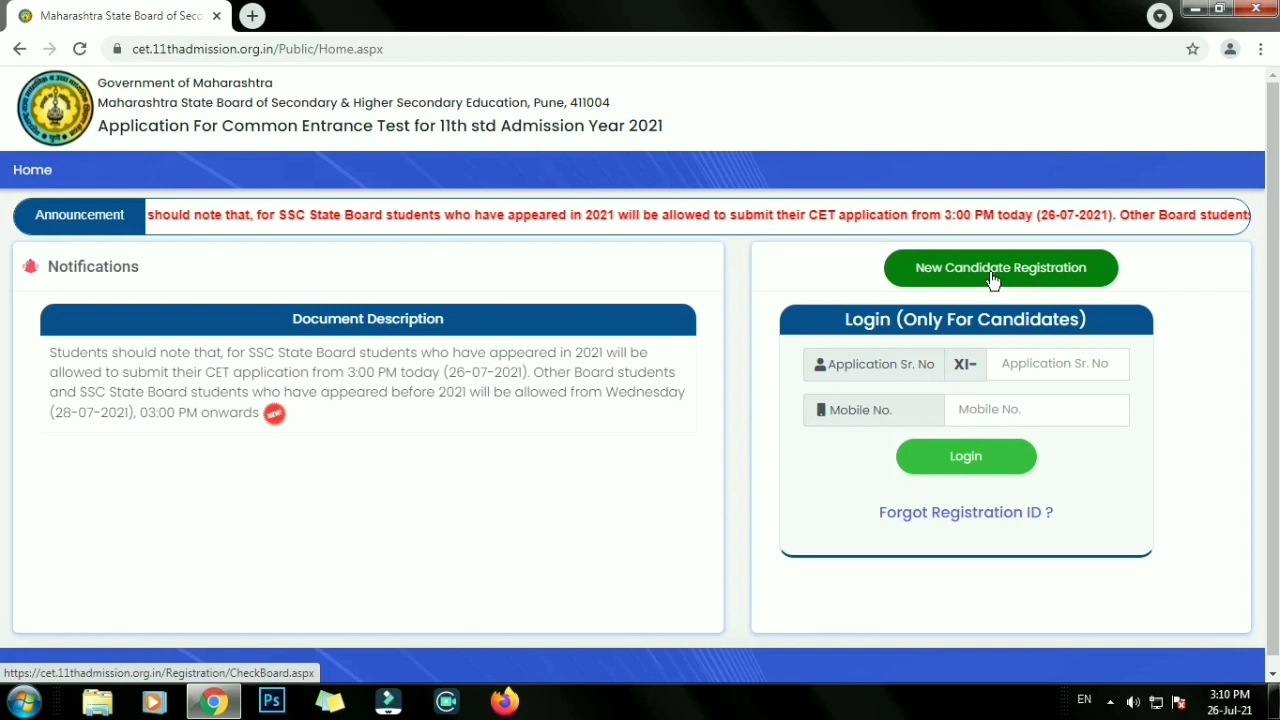 Maharashtra State Board of Seco
cet.11thadmission.org.in/Public/Home.aspx
Government of Maharashtra
Maharashtra State Board of Secondary & Higher Secondary Education, Pune, 411004
Application For Common Entrance Test for 11th std Admission Year 2021
Home
Announcement
should note that, for SSC State Board students who have appeared in 2021 will be allowed to submit their CET application from 3:00 PM today (26-07-2021). Other Board students
Notifications
Document Description
Students should note that, for SSC State Board students who have appeared in 2021 will be
allowed to submit their CET application from 3:00 PM today (26-07-2021). Other Board students
and SSC State Board students who have appeared before 2021 will be allowed from Wednesday
(28-07-2021), 03:00 PM onwards NEW
New Candidate Registration
Login (Only For Candidates)
Application Sr. No XI- Application Sr. No
Mobile No. Mobile No.
Login
Forgot Registration ID ?
https://cet.11thadmission.org.in/Registration/CheckBoard.aspx
Ps
EN
3:10 PM
26-Jul-21